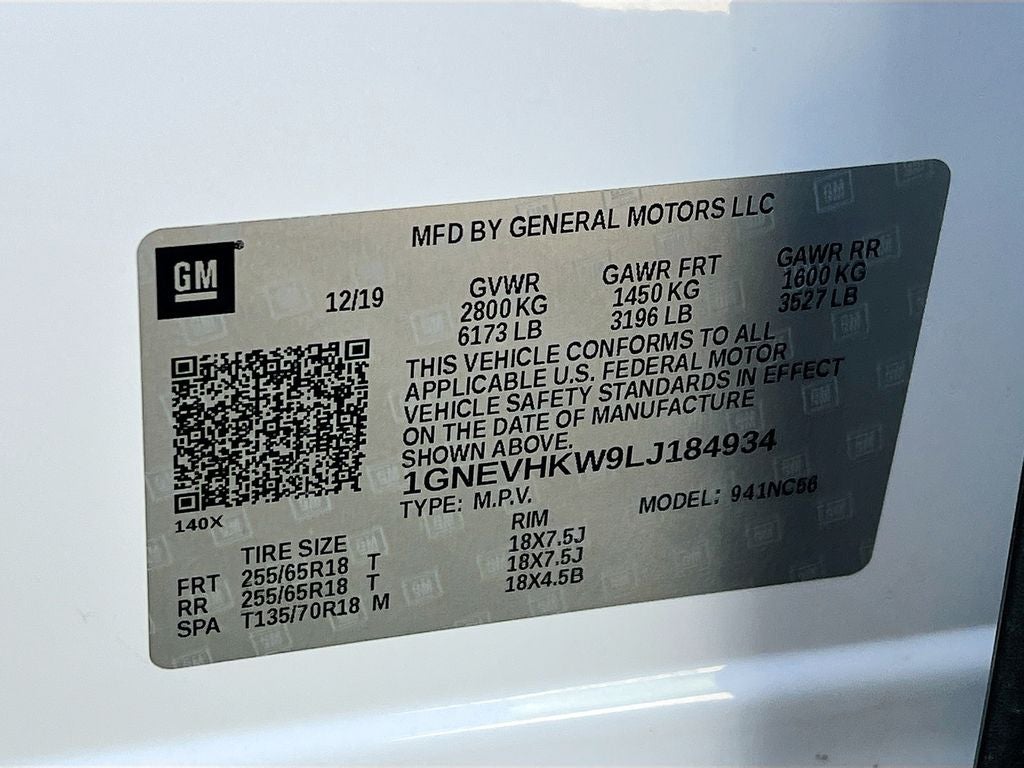 MFD BY GENERAL MOTORS LLC
GM
12/19
GVWR
2800 KG
6173 LB
GAWR FRT
1450 KG
3196 LB
GAWR RR
1600 KG
3527 LB
THIS VEHICLE CONFORMS TO ALL
APPLICABLE U.S. FEDERAL MOTOR
VEHICLE SAFETY STANDARDS IN EFFECT
ON THE DATE OF MANUFACTURE
SHOWN ABOVE.
1GNEVHKW9LJ184934
TYPE: M.P.V.
MODEL: 941NC56
140X
TIRE SIZE
RIM
FRT 255/65R18 T 18X7.5J
RR 255/65R18 T 18X7.5J
SPA T135/70R18 M 18X4.5B